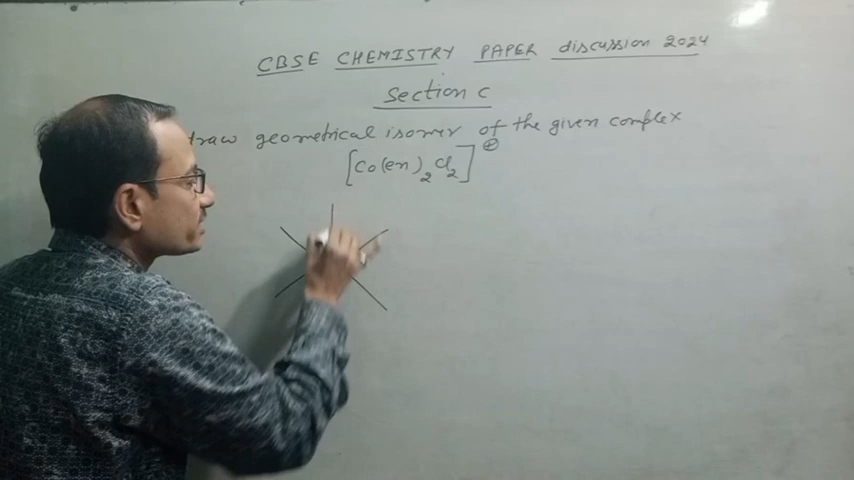 CBSE CHEMISTRY PAPER discussion 2024
Section C
draw geometrical isomer of the given complex
[Co(en)₂Cl₂]⊕